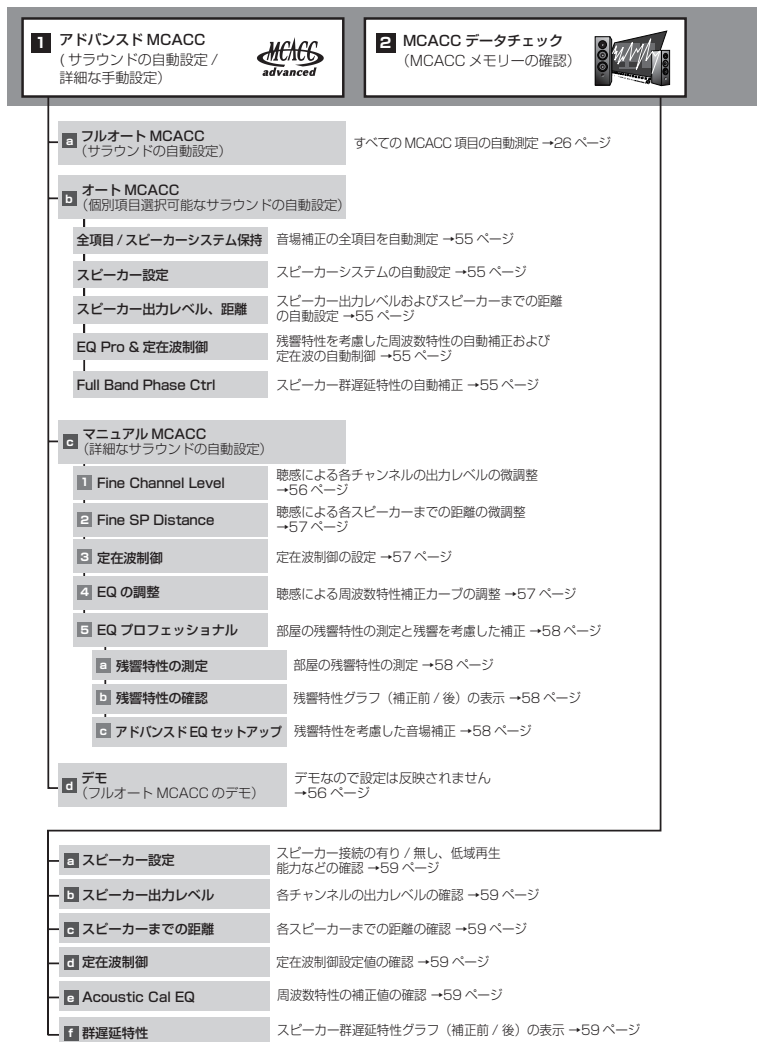 1 アドバンスド MCACC
( サラウンドの自動設定 /
詳細な手動設定)
MCACC
advanced
2 MCACC データチェック
(MCACC メモリーの確認)
a フルオート MCACC
(サラウンドの自動設定)
すべての MCACC 項目の自動測定 →26 ページ
b オート MCACC
(個別項目選択可能なサラウンドの自動設定)
全項目 / スピーカーシステム保持
音場補正の全項目を自動測定 →55 ページ
スピーカー設定
スピーカーシステムの自動設定 →55 ページ
スピーカー出力レベル、距離
スピーカー出力レベルおよびスピーカーまでの距離
の自動設定 →55 ページ
EQ Pro & 定在波制御
残響特性を考慮した周波数特性の自動補正および
定在波の自動制御 →55 ページ
Full Band Phase Ctrl
スピーカー群遅延特性の自動補正 →55 ページ
c マニュアル MCACC
(詳細なサラウンドの自動設定)
1 Fine Channel Level
聴感による各チャンネルの出力レベルの微調整
→56 ページ
2 Fine SP Distance
聴感による各スピーカーまでの距離の微調整
→57 ページ
3 定在波制御
定在波制御の設定 →57 ページ
4 EQ の調整
聴感による周波数特性補正カーブの調整 →57 ページ
5 EQ プロフェッショナル
部屋の残響特性の測定と残響を考慮した補正 →58 ページ
a 残響特性の測定
部屋の残響特性の測定 →58 ページ
b 残響特性の確認
残響特性グラフ(補正前 / 後)の表示 →58 ページ
c アドバンスド EQ セットアップ
残響特性を考慮した音場補正 →58 ページ
d デモ
(フルオート MCACC のデモ)
デモなので設定は反映されません
→56 ページ
a スピーカー設定
スピーカー接続の有り / 無し、低域再生
能力などの確認 →59 ページ
b スピーカー出力レベル
各チャンネルの出力レベルの確認 →59 ページ
c スピーカーまでの距離
各スピーカーまでの距離の確認 →59 ページ
d 定在波制御
定在波制御設定値の確認 →59 ページ
e Acoustic Cal EQ
周波数特性の補正値の確認 →59 ページ
f 群遅延特性
スピーカー群遅延特性グラフ(補正前 / 後)の表示 →59 ページ